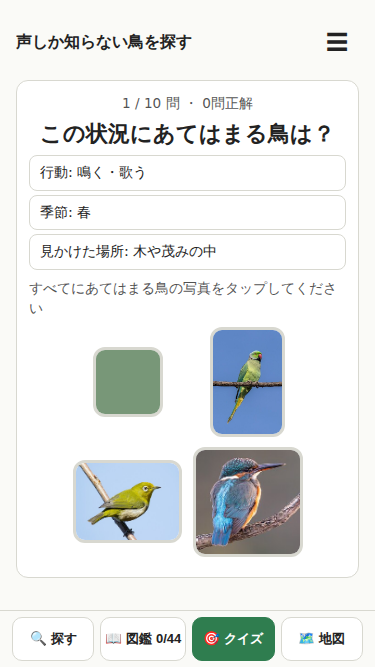 声しか知らない鳥を探す
1 / 10 問 ・ 0問正解
この状況にあてはまる鳥は？
行動: 鳴く・歌う
季節: 春
見かけた場所: 木や茂みの中
すべてにあてはまる鳥の写真をタップしてくださ
い
🔍 探す 📖 図鑑 0/44 🎯 クイズ 🗺️ 地図